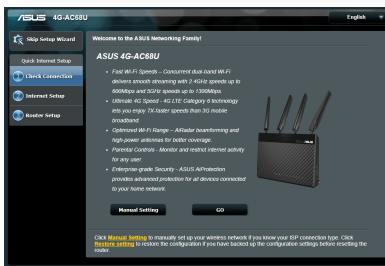 ASUS 4G-AC68U
English
Skip Setup Wizard
Quick Internet Setup
Check Connection
Internet Setup
Router Setup
Welcome to the ASUS Networking Family!
ASUS 4G-AC68U
• Fast Wi-Fi Speeds – Concurrent dual-band Wi-Fi
delivers smooth streaming with 2.4GHz speeds up to
600Mbps and 5GHz speeds up to 1300Mbps.
• Ultimate 4G Speed - 4G LTE Category 6 technology
lets you enjoy 7X-faster speeds than 3G mobile
broadband.
• Optimized Wi-Fi Range – AiRadar beamforming and
high-power antennas for better coverage.
• Parental Controls - Monitor and restrict internet activity
for any user.
• Enterprise-grade Security - ASUS AiProtection
provides advanced protection for all devices connected
to your home network.
Manual Setting
GO
Click Manual Setting to manually set up your wireless network if you know your ISP connection type. Click
Restore setting to restore the configuration if you have backed up the configuration settings before resetting the
router.